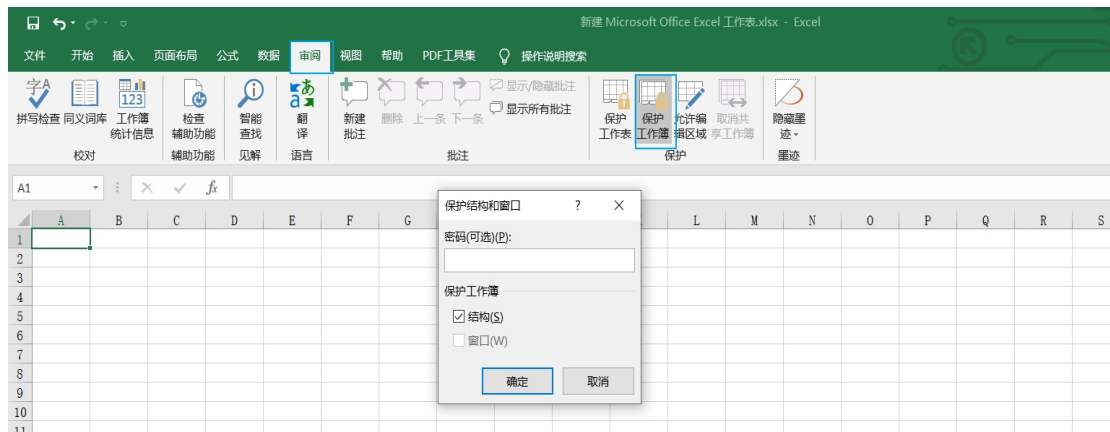 新建 Microsoft Office Excel 工作表.xlsx - Excel
文件 开始 插入 页面布局 公式 数据 审阅 视图 帮助 PDF工具集 操作说明搜索
字A 123 あa
拼写检查 同义词库 工作簿统计信息 检查辅助功能 智能查找 翻译 新建批注 删除 上一条 下一条 显示/隐藏批注 显示所有批注 保护工作表 保护工作簿 允许编辑区域 取消共享工作簿 隐藏墨迹
校对 辅助功能 见解 语言 批注 保护 墨迹
A1 fx
A B C D E F G L M N O P Q R S
1
2
3
4
5
6
7
8
9
10
11
保护结构和窗口 ?
密码(可选)(P):
保护工作簿
结构(S)
窗口(W)
确定 取消